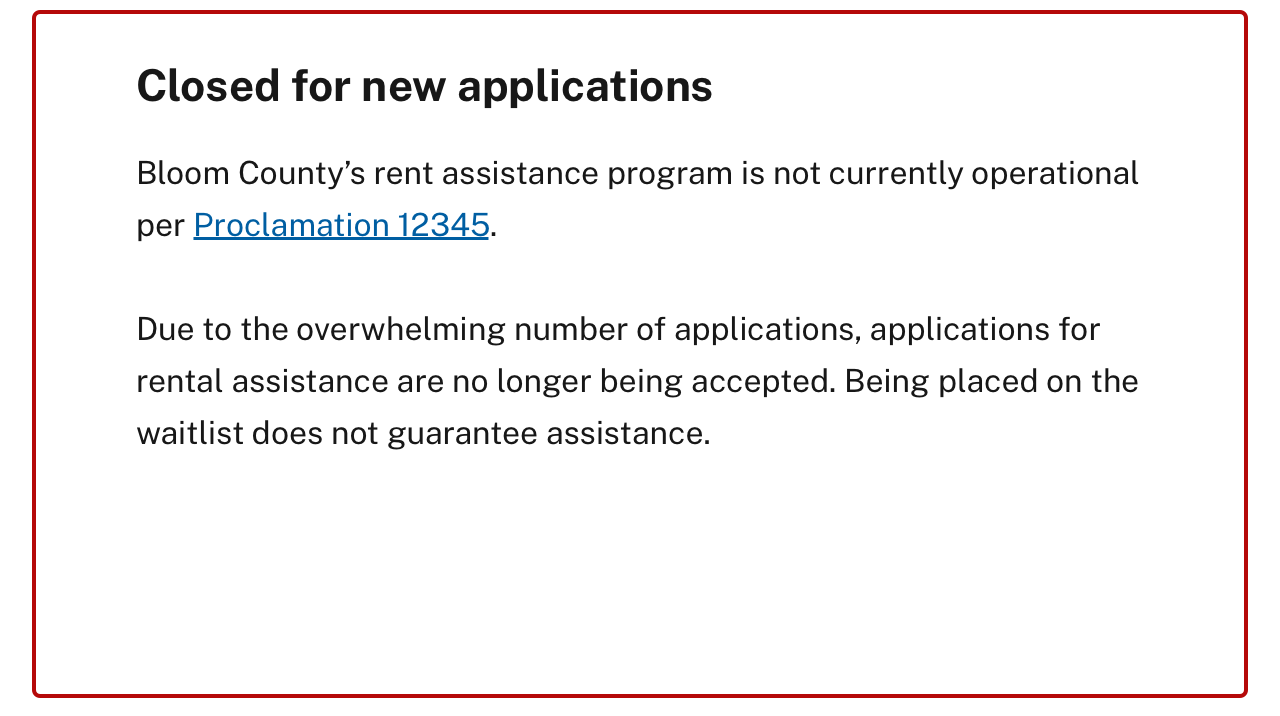 Closed for new applications
Bloom County’s rent assistance program is not currently operational
per Proclamation 12345.
Due to the overwhelming number of applications, applications for
rental assistance are no longer being accepted. Being placed on the
waitlist does not guarantee assistance.